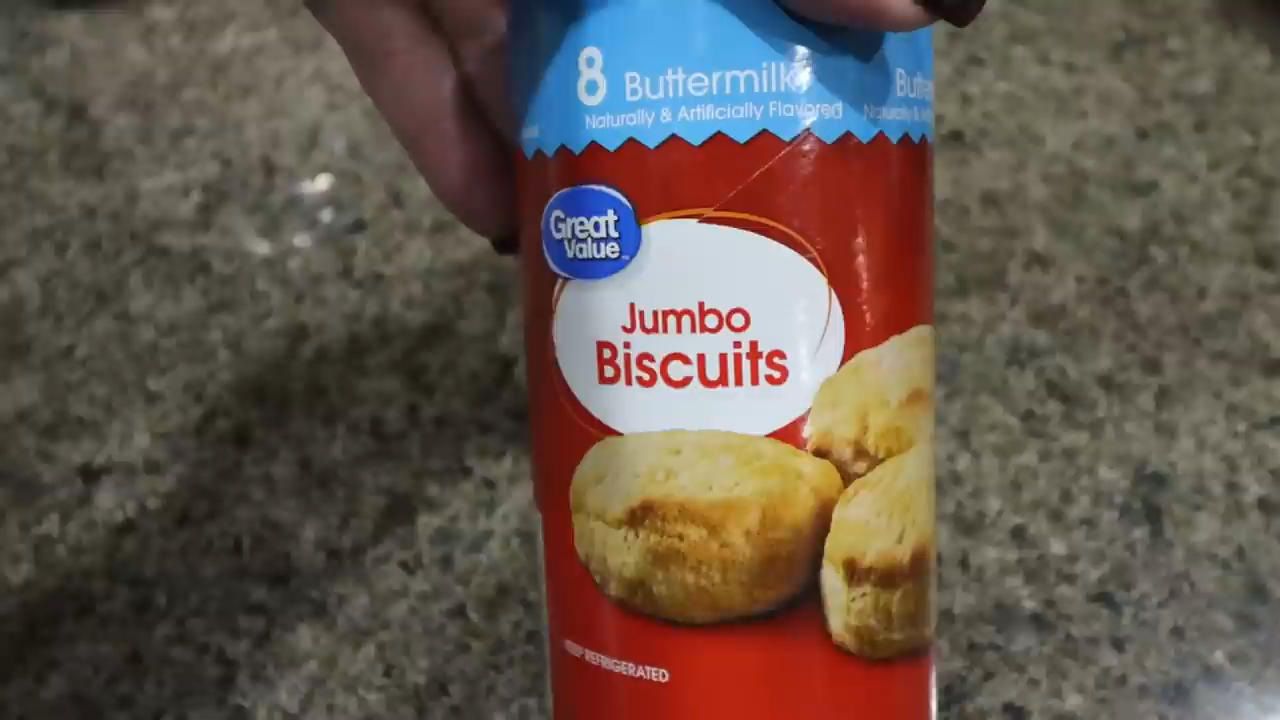 8 Buttermilk
Naturally & Artificially Flavored
Great
Value
Jumbo
Biscuits
REFRIGERATED